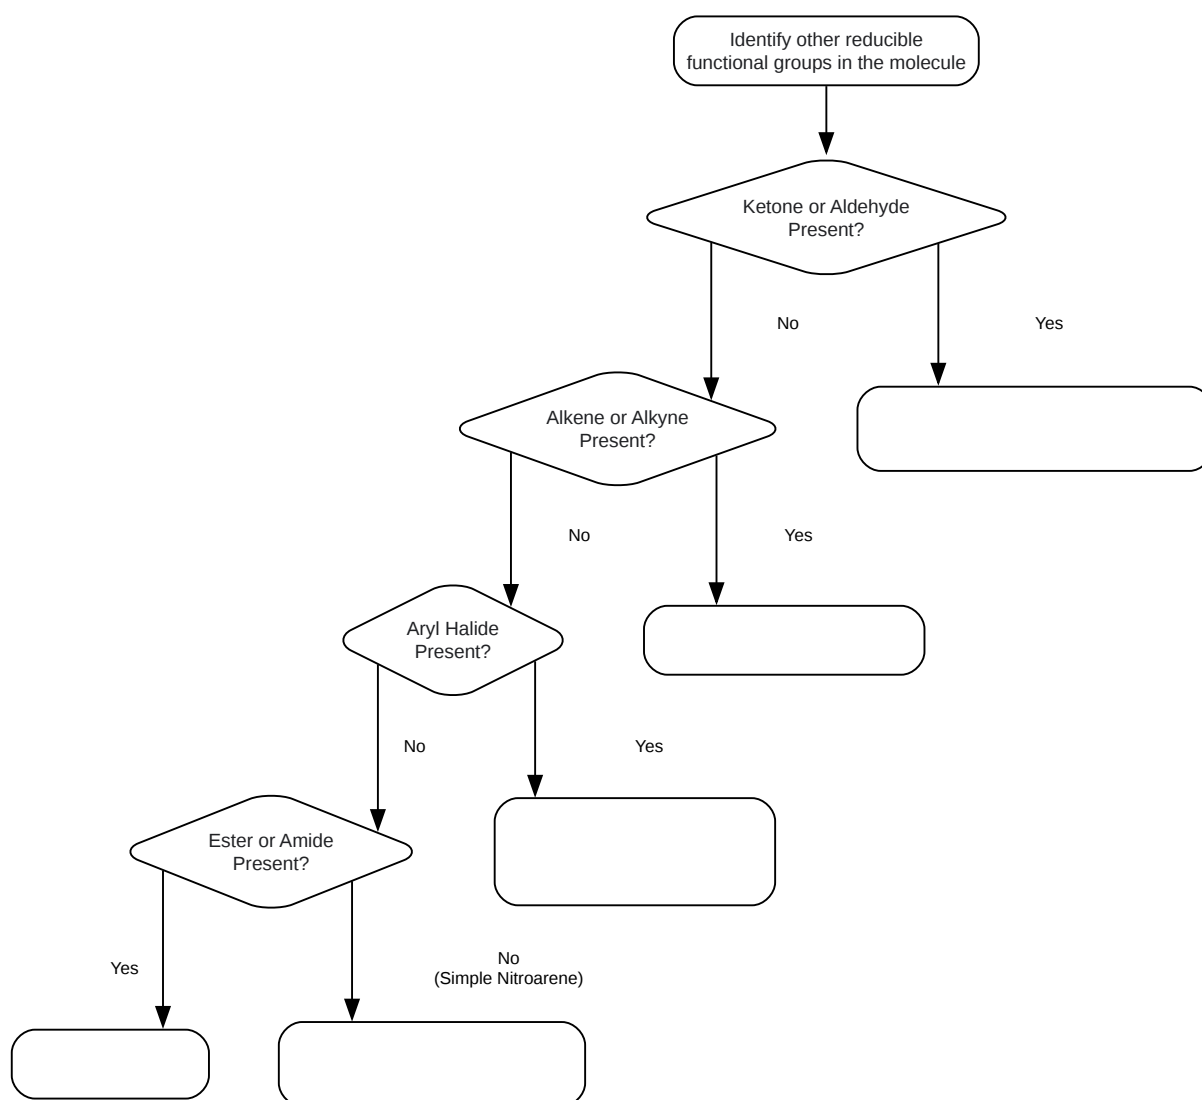 Identify other reducible
functional groups in the molecule
Ketone or Aldehyde
Present?
No
Yes
Alkene or Alkyne
Present?
No
Yes
Aryl Halide
Present?
No
Yes
Ester or Amide
Present?
Yes
No
(Simple Nitroarene)